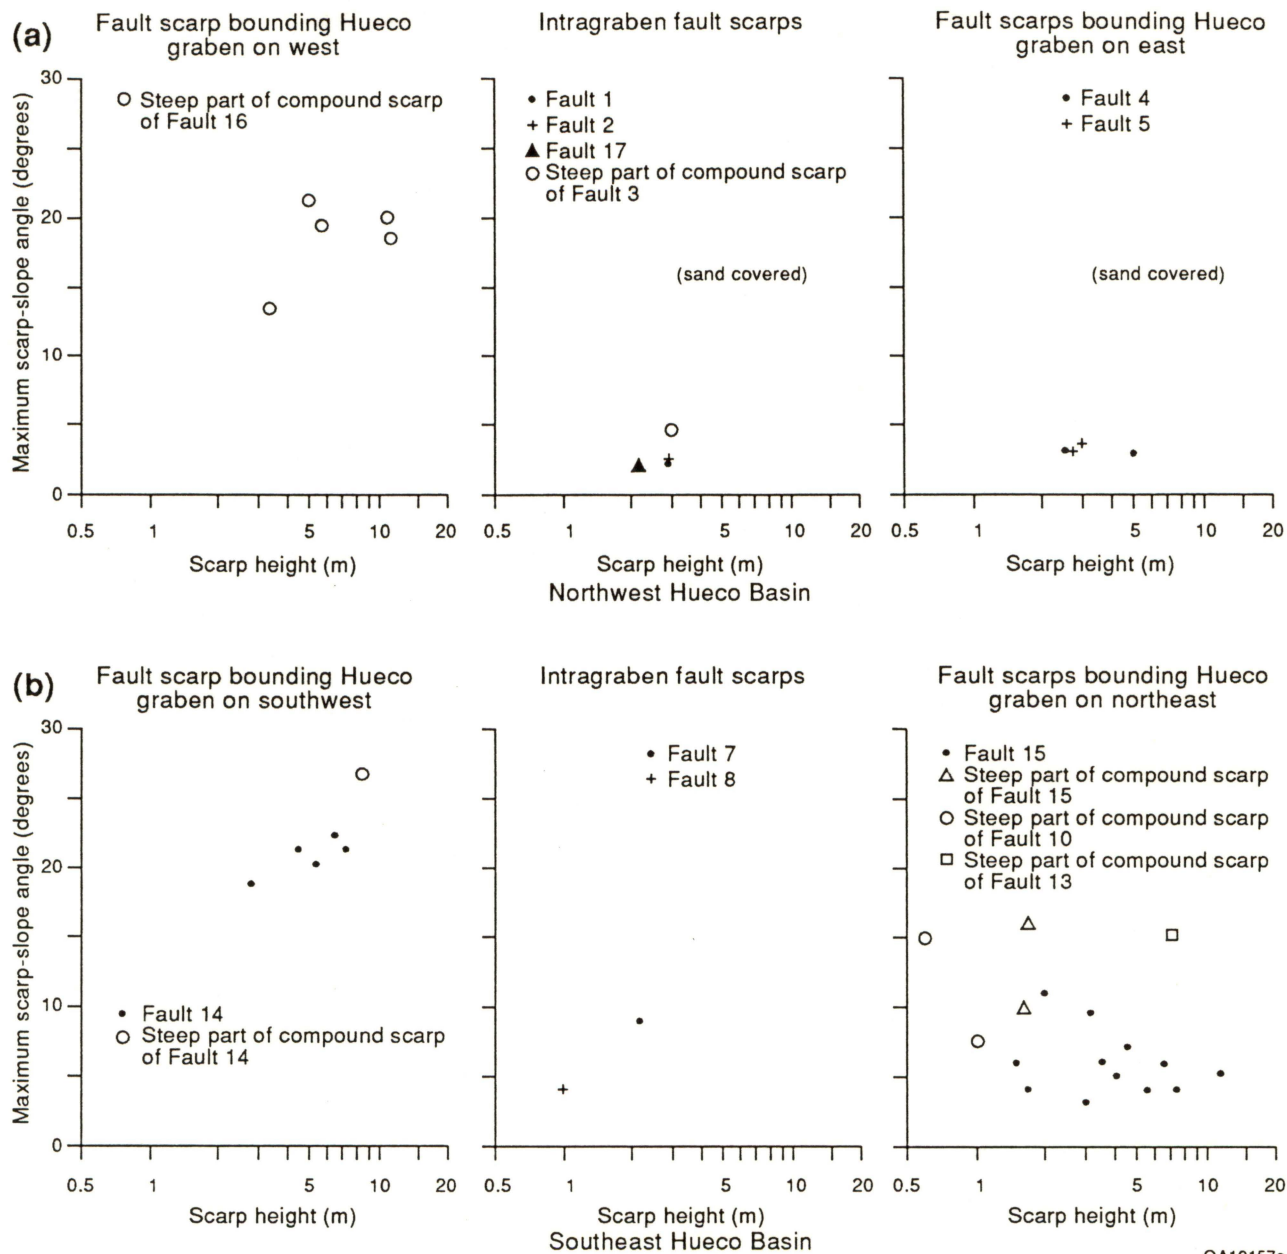 (a)
Fault scarp bounding Hueco
graben on west
Intragraben fault scarps
Fault scarps bounding Hueco
graben on east
Maximum scarp-slope angle (degrees)
30
20
10
0
Steep part of compound scarp
of Fault 16
0.5 1 5 10 20
Scarp height (m)
Fault 1
Fault 2
Fault 17
Steep part of compound scarp
of Fault 3
(sand covered)
0.5 1 5 10 20
Scarp height (m)
Fault 4
Fault 5
(sand covered)
0.5 1 5 10 20
Scarp height (m)
Northwest Hueco Basin
(b)
Fault scarp bounding Hueco
graben on southwest
Intragraben fault scarps
Fault scarps bounding Hueco
graben on northeast
Maximum scarp-slope angle (degrees)
30
20
10
0
Fault 14
Steep part of compound scarp
of Fault 14
0.5 1 5 10 20
Scarp height (m)
Fault 7
Fault 8
0.5 1 5 10 20
Scarp height (m)
Fault 15
Steep part of compound scarp
of Fault 15
Steep part of compound scarp
of Fault 10
Steep part of compound scarp
of Fault 13
0.5 1 5 10 20
Scarp height (m)
Southeast Hueco Basin